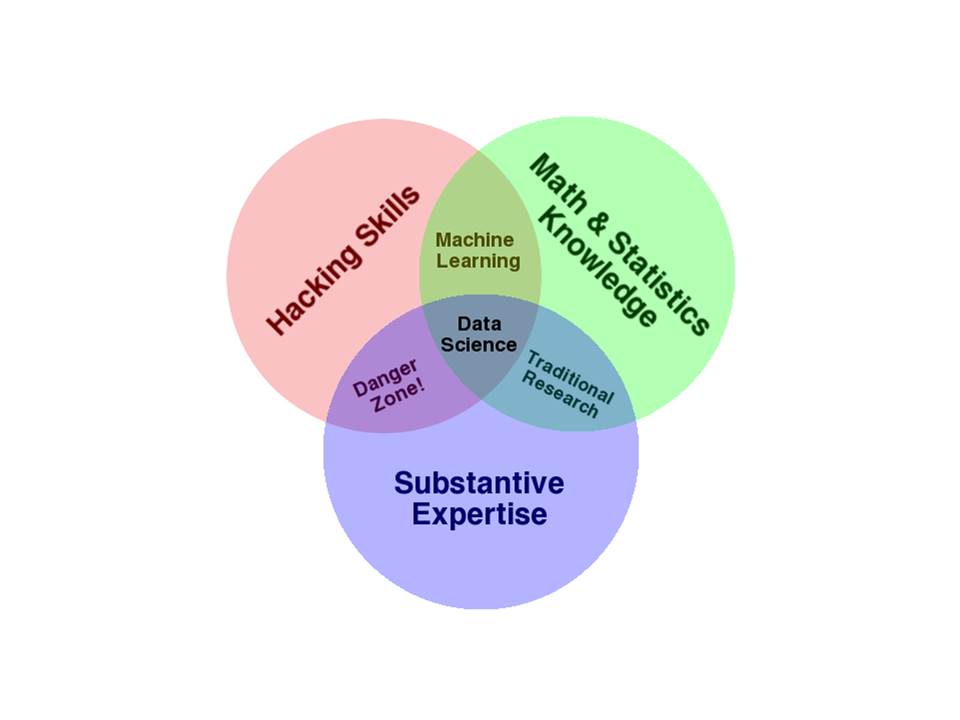 Hacking Skills
Math & Statistics
Knowledge
Machine
Learning
Data
Science
Danger
Zone!
Traditional
Research
Substantive
Expertise